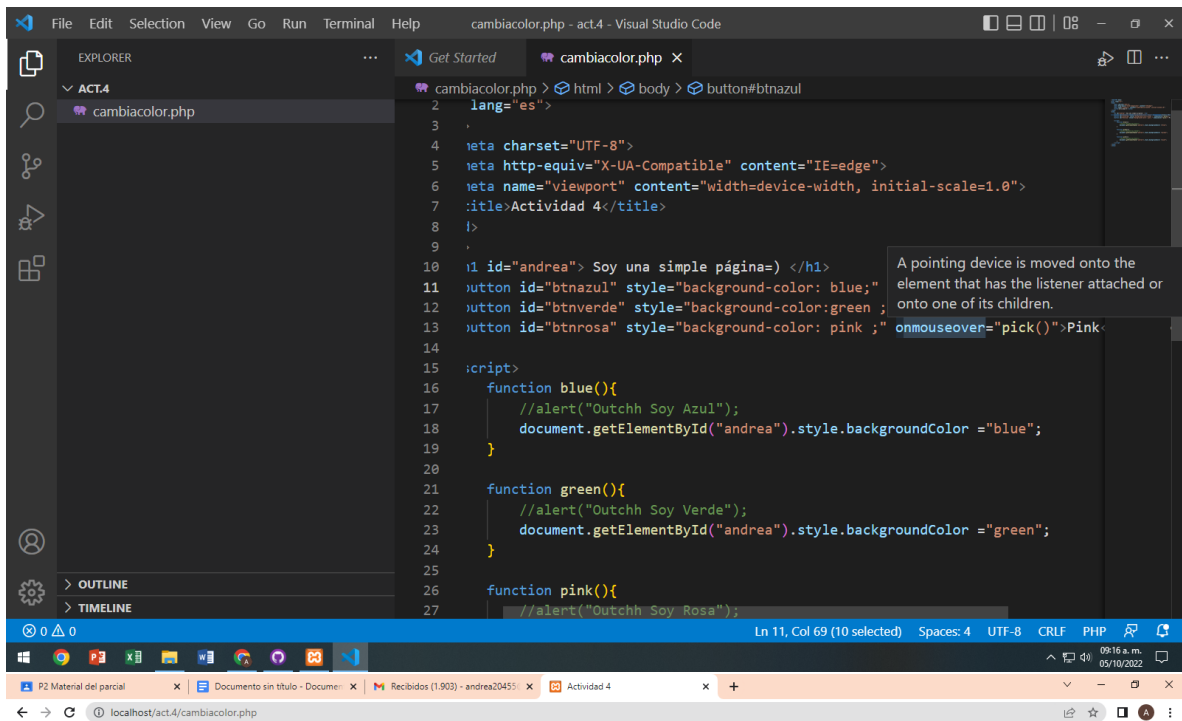 File Edit Selection View Go Run Terminal Help cambiacolor.php - act.4 - Visual Studio Code
EXPLORER
Get Started cambiacolor.php
ACT.4
cambiacolor.php > html > body > button#btnazul
cambiacolor.php
2 lang="es">
3
4 meta charset="UTF-8">
5 meta http-equiv="X-UA-Compatible" content="IE=edge">
6 meta name="viewport" content="width=device-width, initial-scale=1.0">
7 title>Actividad 4</title>
8 >
9
10 h1 id="andrea"> Soy una simple página=) </h1>
11 button id="btnazul" style="background-color: blue;"
12 button id="btnverde" style="background-color:green ;
13 button id="btnrosa" style="background-color: pink ;" onmouseover="pick()">Pink<
A pointing device is moved onto the
element that has the listener attached or
onto one of its children.
14
15 script>
16 function blue(){
17 //alert("Outchh Soy Azul");
18 document.getElementById("andrea").style.backgroundColor ="blue";
19 }
20
21 function green(){
22 //alert("Outchh Soy Verde");
23 document.getElementById("andrea").style.backgroundColor ="green";
24 }
25
26 function pink(){
27 //alert("Outchh Soy Rosa");
OUTLINE
TIMELINE
0 0 Ln 11, Col 69 (10 selected) Spaces: 4 UTF-8 CRLF PHP
09:16 a. m.
05/10/2022
P2 Material del parcial Documento sin título - Documen Recibidos (1.903) - andrea20455 Actividad 4
localhost/act.4/cambiacolor.php